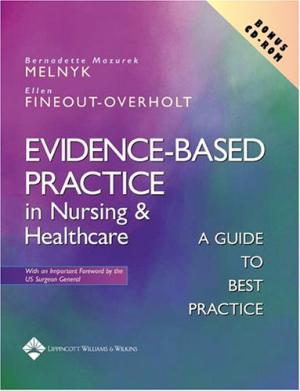 BONUS
CD-ROM
Bernadette Mazurek
MELNYK
Ellen
FINEOUT-OVERHOLT
EVIDENCE-BASED
PRACTICE
in Nursing &
Healthcare
A GUIDE
TO
BEST
PRACTICE
With an Important Foreword by the
US Surgeon General
LIPPINCOTT WILLIAMS & WILKINS